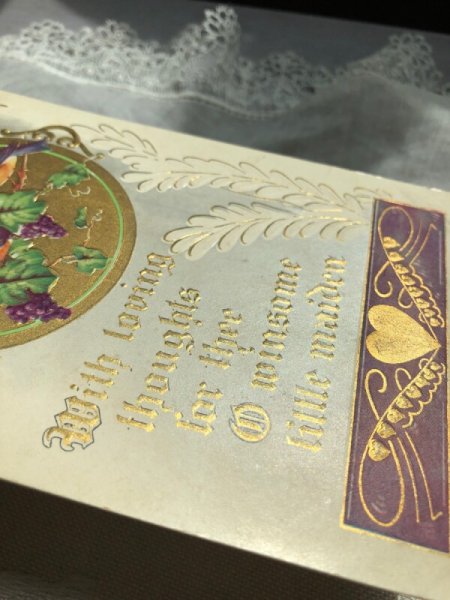 With loving
thoughts
for thee
O winsome
little maiden